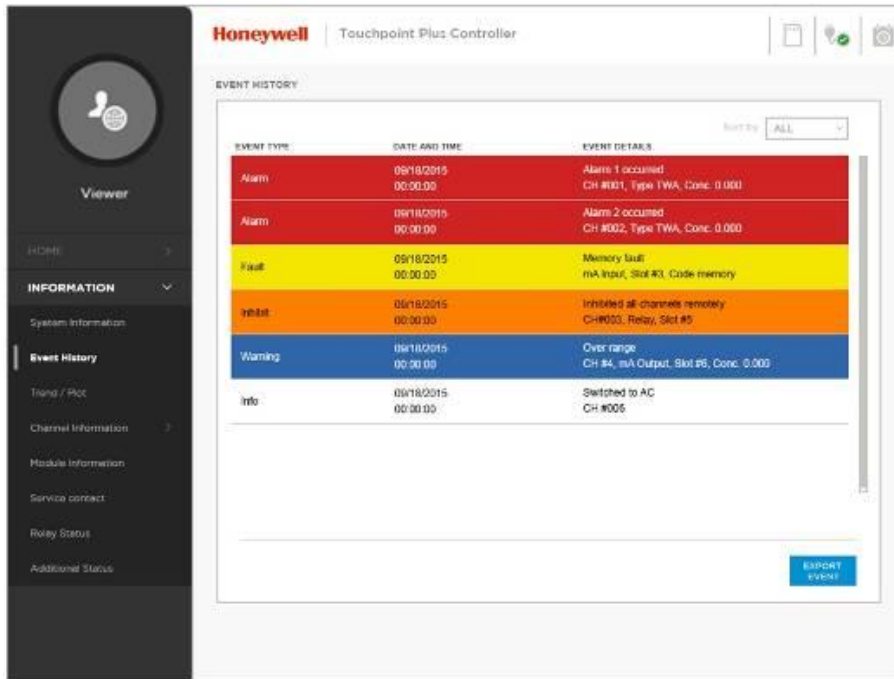 Honeywell Touchpoint Plus Controller
EVENT HISTORY
Sort by ALL
EVENT TYPE DATE AND TIME EVENT DETAILS
Alarm 09/18/2015 Alarm 1 occurred
00:00:00 CH #001, Type TWA, Conc. 0.000
Alarm 09/18/2015 Alarm 2 occurred
00:00:00 CH #002, Type TWA, Conc. 0.000
Fault 09/18/2015 Memory fault
00:00:00 mA Input, Slot #3, Code memory
Inhibit 09/18/2015 Inhibited all channels remotely
00:00:00 CH#003, Relay, Slot #5
Warning 09/18/2015 Over range
00:00:00 CH #4, mA Output, Slot #6, Conc. 0.000
Info 09/18/2015 Switched to AC
00:00:00 CH #005
EXPORT
EVENT
Viewer
HOME
INFORMATION
System Information
Event History
Trend / Plot
Channel Information
Module Information
Service contact
Relay Status
Additional Status